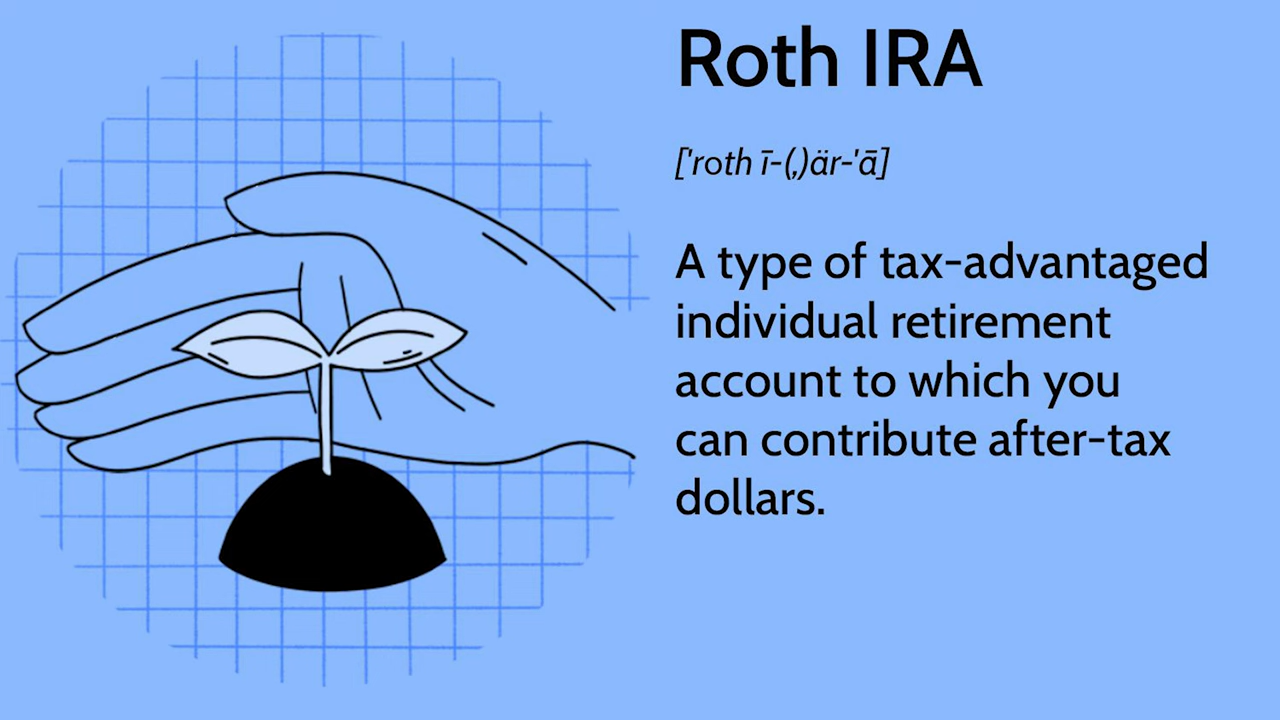 Roth IRA
['roth ī-(,)är-'ā]
A type of tax-advantaged
individual retirement
account to which you
can contribute after-tax
dollars.